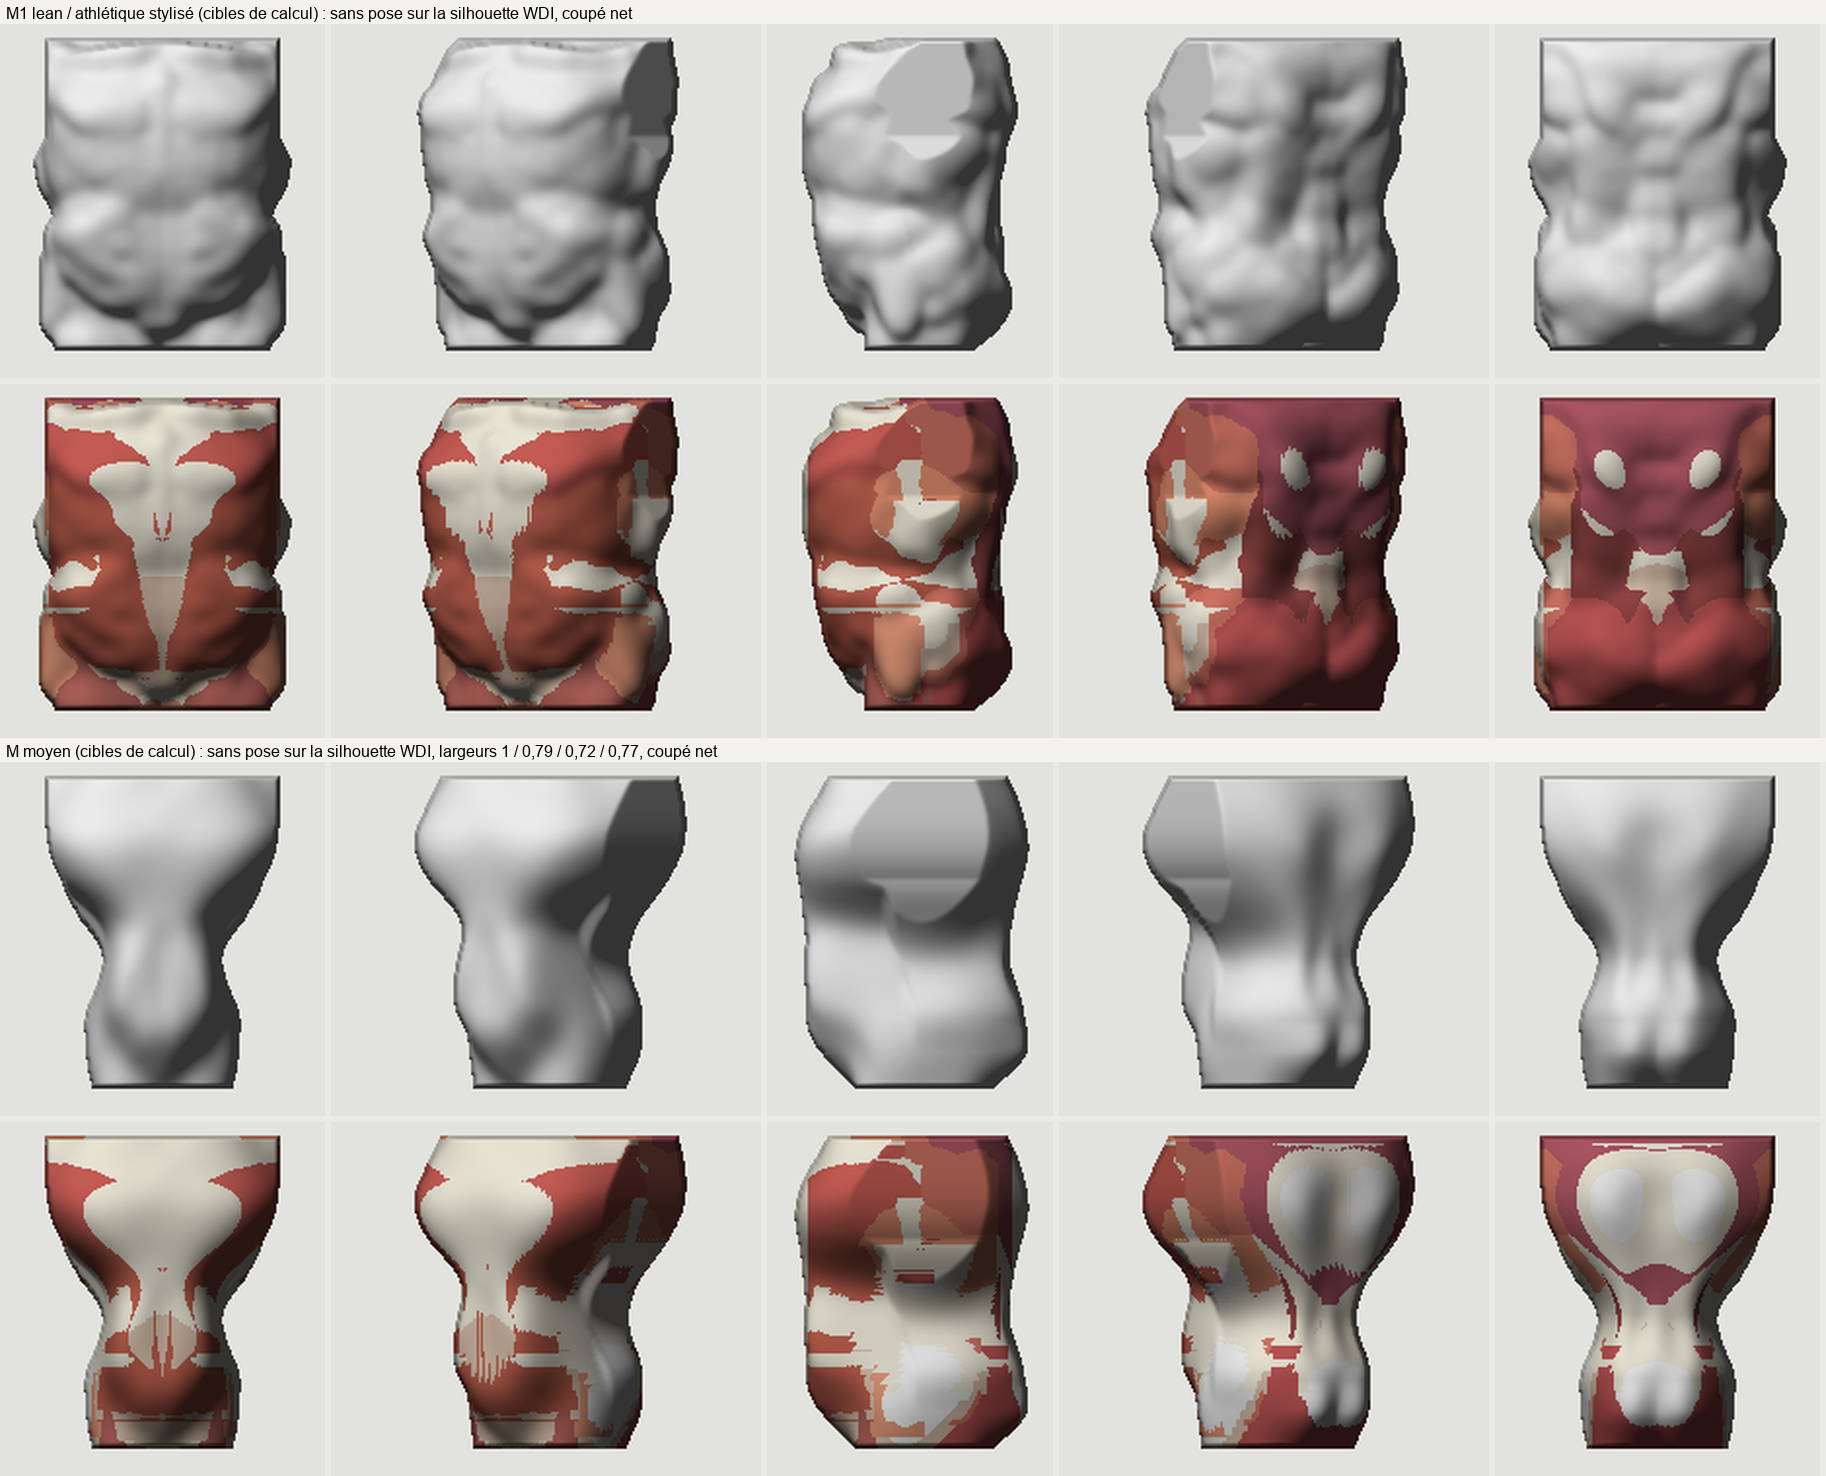 M1 lean / athlétique stylisé (cibles de calcul) : sans pose sur la silhouette WDI, coupé net
M moyen (cibles de calcul) : sans pose sur la silhouette WDI, largeurs 1 / 0,79 / 0,72 / 0,77, coupé net